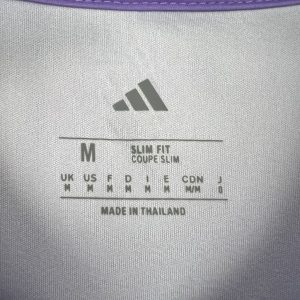 M SLIM FIT
COUPE SLIM
UK US F D I E CDN J
M M M M M M M/M O
MADE IN THAILAND